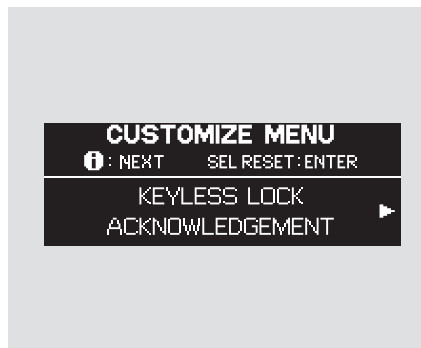 CUSTOMIZE MENU
i : NEXT SEL RESET : ENTER
KEYLESS LOCK
ACKNOWLEDGEMENT